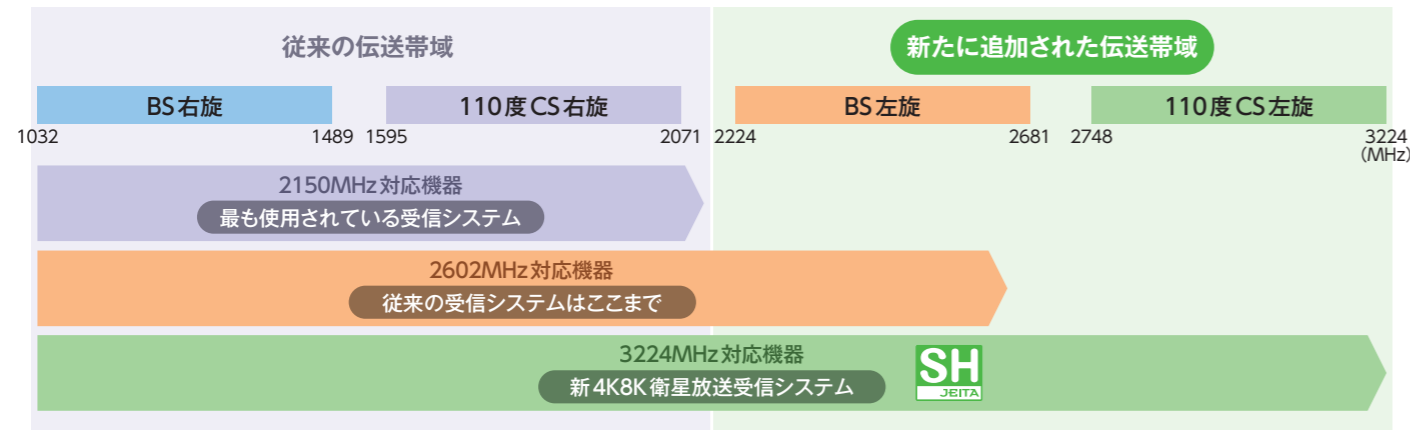 従来の伝送帯域
新たに追加された伝送帯域
BS右旋
110度CS右旋
BS左旋
110度CS左旋
1032
1489
1595
2071
2224
2681
2748
3224
(MHz)
2150MHz対応機器
最も使用されている受信システム
2602MHz対応機器
従来の受信システムはここまで
3224MHz対応機器
新4K8K衛星放送受信システム
SH
JEITA